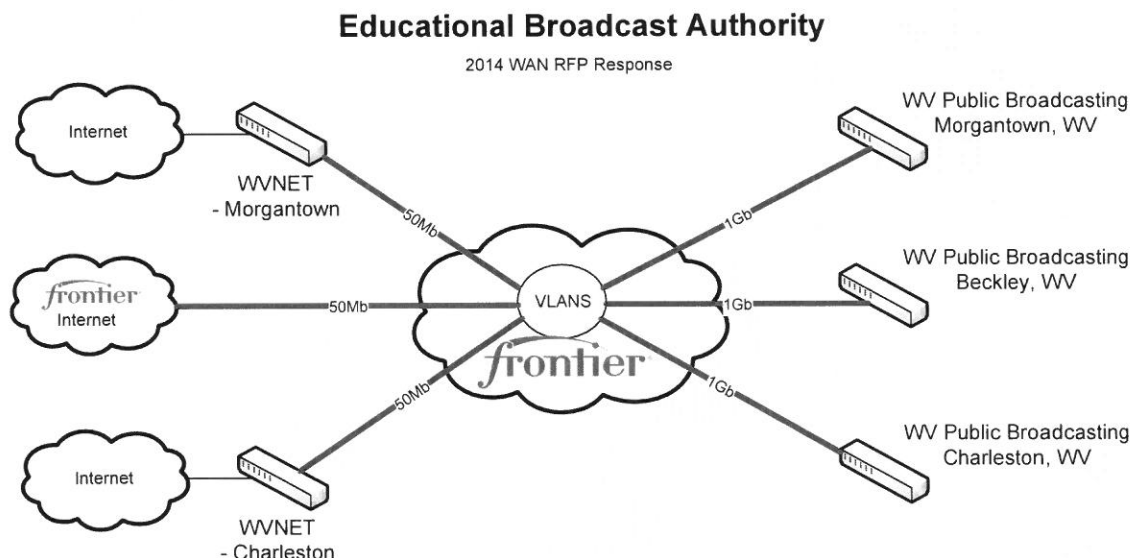 Educational Broadcast Authority
2014 WAN RFP Response
Internet
WVNET
- Morgantown
50Mb
frontier
Internet
50Mb
Internet
WVNET
- Charleston
50Mb
VLANS
frontier
1Gb
WV Public Broadcasting
Morgantown, WV
1Gb
WV Public Broadcasting
Beckley, WV
1Gb
WV Public Broadcasting
Charleston, WV